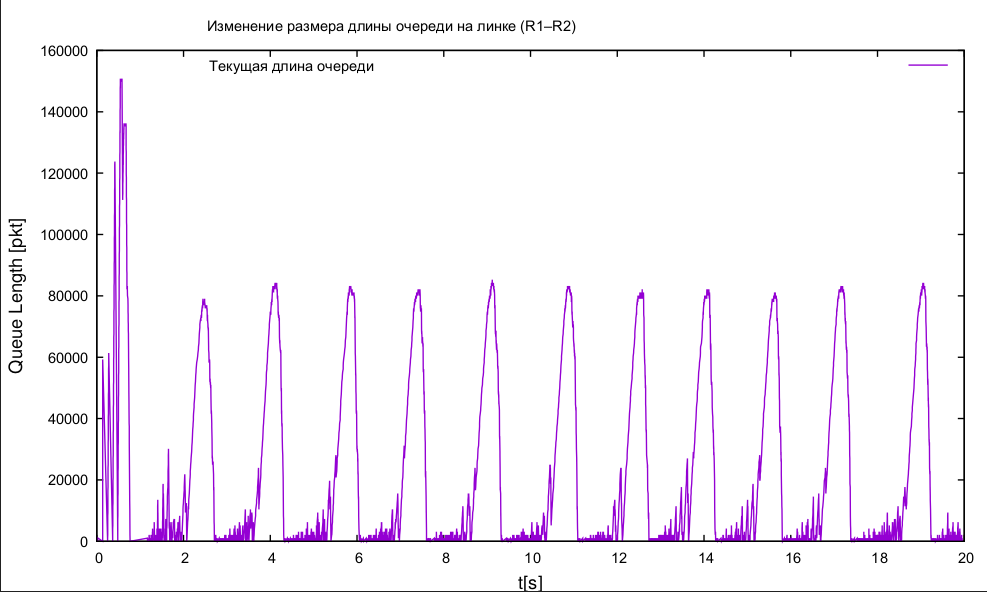 Изменение размера длины очереди на линке (R1–R2)
Текущая длина очереди
Queue Length [pkt]
160000
140000
120000
100000
80000
60000
40000
20000
0
0 2 4 6 8 10 12 14 16 18 20
t[s]